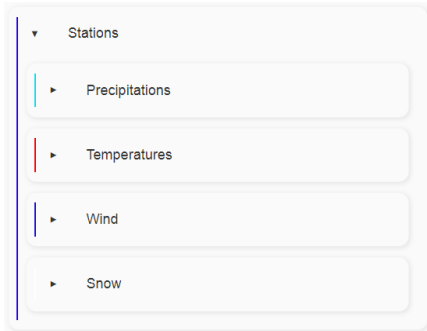 Stations
Precipitations
Temperatures
Wind
Snow